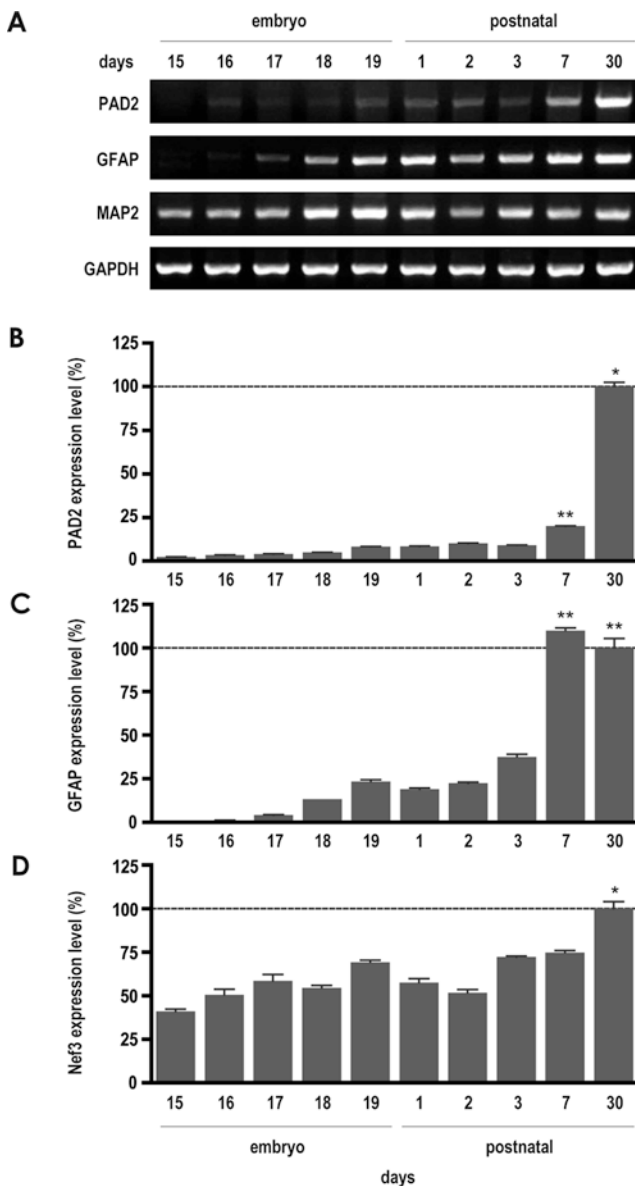 A
embryo postnatal
days 15 16 17 18 19 1 2 3 7 30
PAD2
GFAP
MAP2
GAPDH
B
PAD2 expression level (%)
125
100
75
50
25
0
*
**
15 16 17 18 19 1 2 3 7 30
C
GFAP expression level (%)
125
100
75
50
25
0
** **
15 16 17 18 19 1 2 3 7 30
D
Nef3 expression level (%)
125
100
75
50
25
0
*
15 16 17 18 19 1 2 3 7 30
embryo postnatal
days